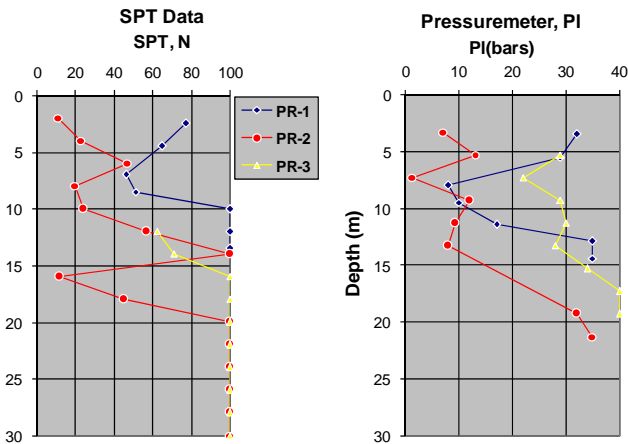 SPT Data
SPT, N
0 20 40 60 80 100
0
5
10
15
20
25
30
PR-1
PR-2
PR-3
Pressuremeter, Pl
Pl(bars)
0 10 20 30 40
0
5
10
15
20
25
30
Depth (m)